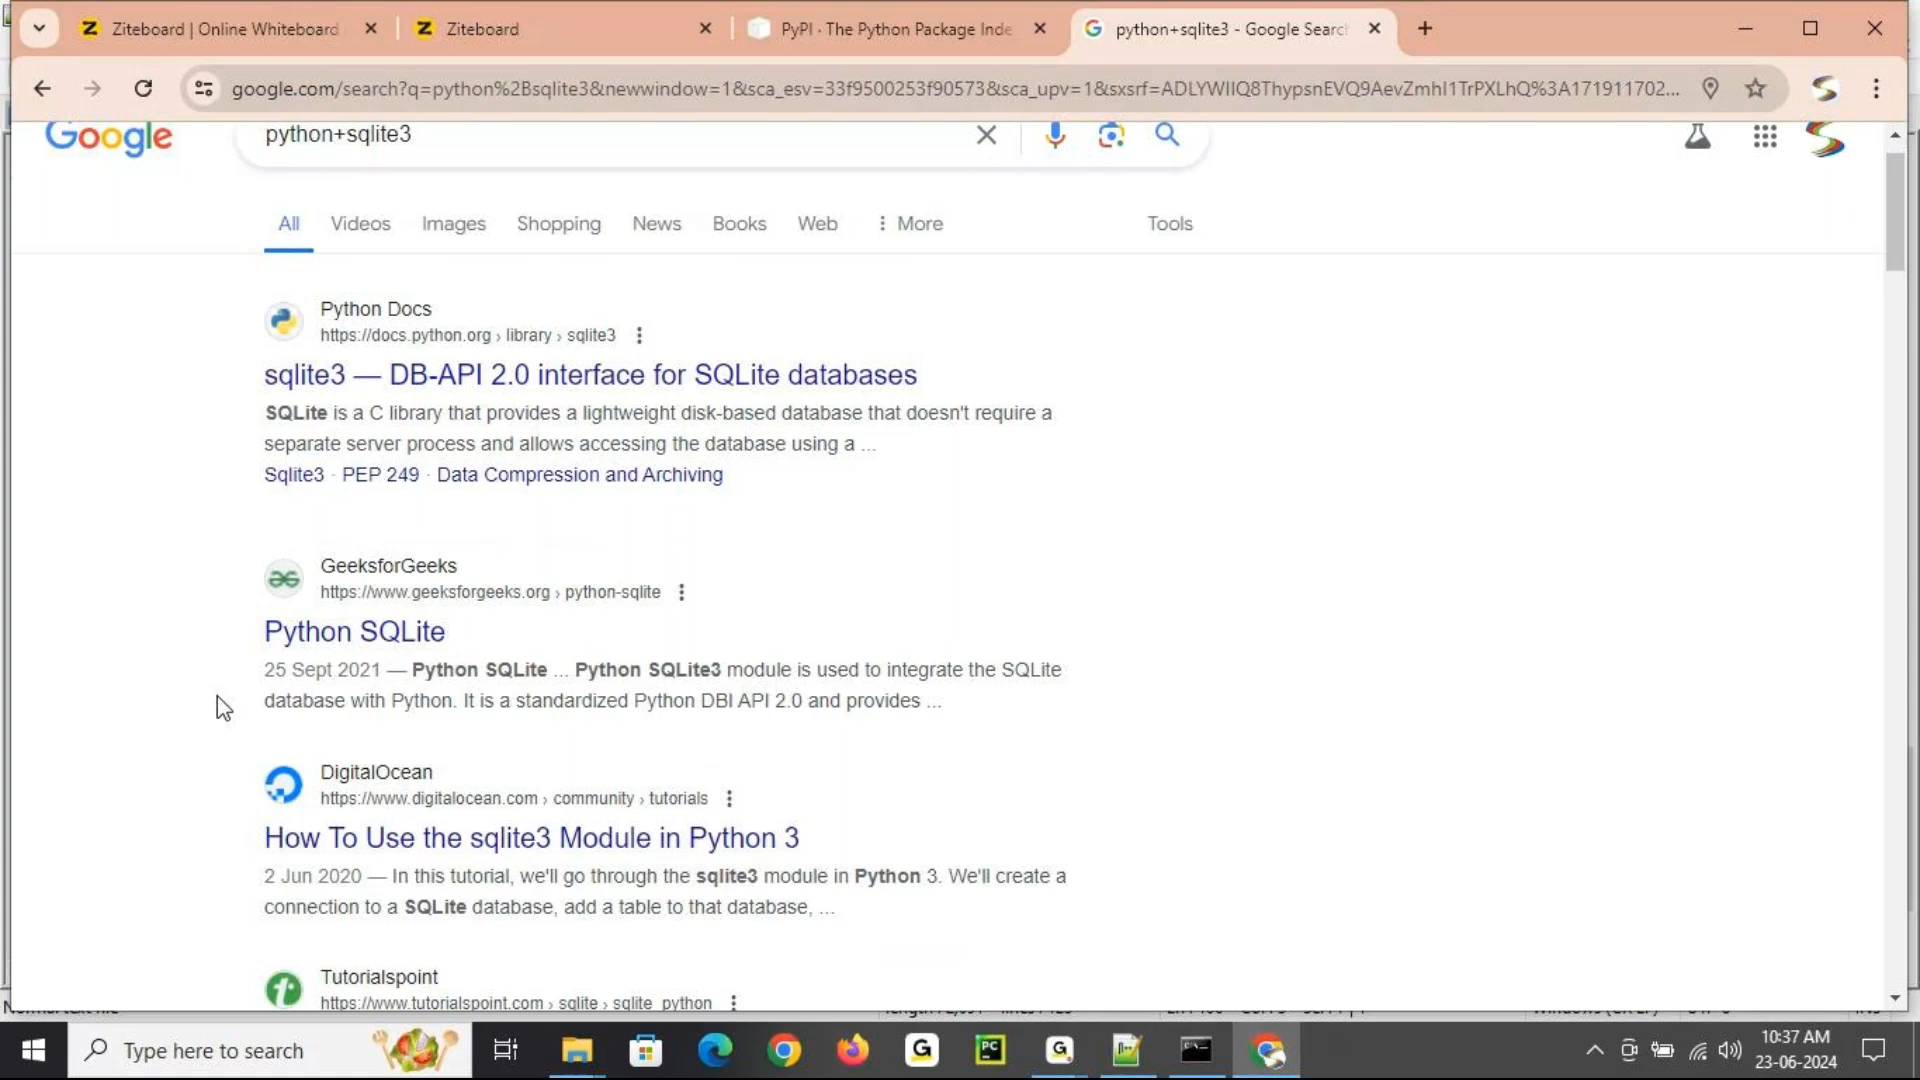 Ziteboard | Online Whiteboard
Ziteboard
PyPI · The Python Package Inde
python+sqlite3 - Google Search
google.com/search?q=python%2Bsqlite3&newwindow=1&sca_esv=33f9500253f90573&sca_upv=1&sxsrf=ADLYWIIQ8ThypsnEVQ9AevZmhI1TrPXLhQ%3A171911702...
Google
python+sqlite3
All
Videos
Images
Shopping
News
Books
Web
More
Tools
Python Docs
https://docs.python.org › library › sqlite3
sqlite3 — DB-API 2.0 interface for SQLite databases
SQLite is a C library that provides a lightweight disk-based database that doesn't require a
separate server process and allows accessing the database using a ...
Sqlite3 · PEP 249 · Data Compression and Archiving
GeeksforGeeks
https://www.geeksforgeeks.org › python-sqlite
Python SQLite
25 Sept 2021 — Python SQLite ... Python SQLite3 module is used to integrate the SQLite
database with Python. It is a standardized Python DBI API 2.0 and provides ...
DigitalOcean
https://www.digitalocean.com › community › tutorials
How To Use the sqlite3 Module in Python 3
2 Jun 2020 — In this tutorial, we'll go through the sqlite3 module in Python 3. We'll create a
connection to a SQLite database, add a table to that database, ...
Tutorialspoint
https://www.tutorialspoint.com › sqlite › sqlite_python
Type here to search
10:37 AM
23-06-2024